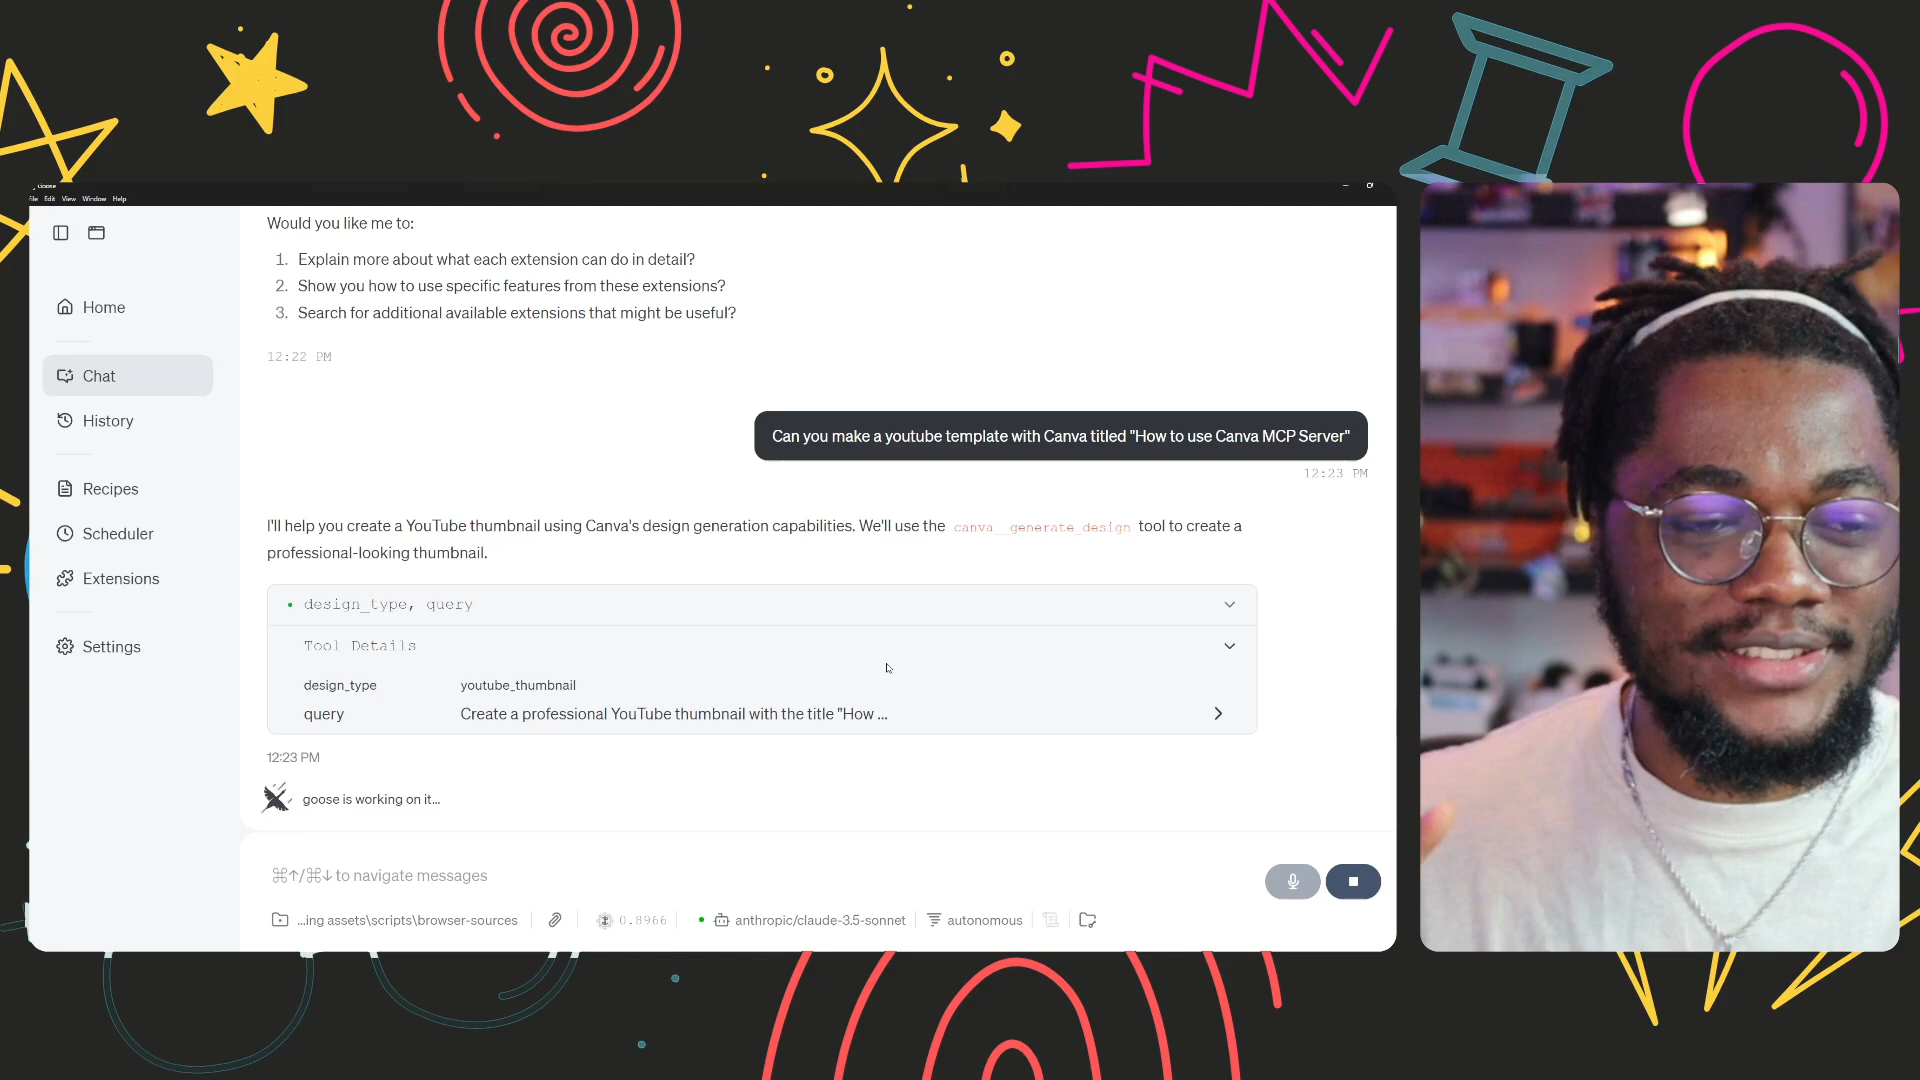 Goose
File Edit View Window Help
Would you like me to:
1. Explain more about what each extension can do in detail?
2. Show you how to use specific features from these extensions?
3. Search for additional available extensions that might be useful?
12:22 PM
Home
Chat
History
Recipes
Scheduler
Extensions
Settings
Can you make a youtube template with Canva titled "How to use Canva MCP Server"
12:23 PM
I'll help you create a YouTube thumbnail using Canva's design generation capabilities. We'll use the canva__generate_design tool to create a
professional-looking thumbnail.
design_type, query
Tool Details
design_type youtube_thumbnail
query Create a professional YouTube thumbnail with the title "How ...
12:23 PM
goose is working on it…
⌘↑/⌘↓ to navigate messages
...ing assets\scripts\browser-sources 0.8966 anthropic/claude-3.5-sonnet autonomous